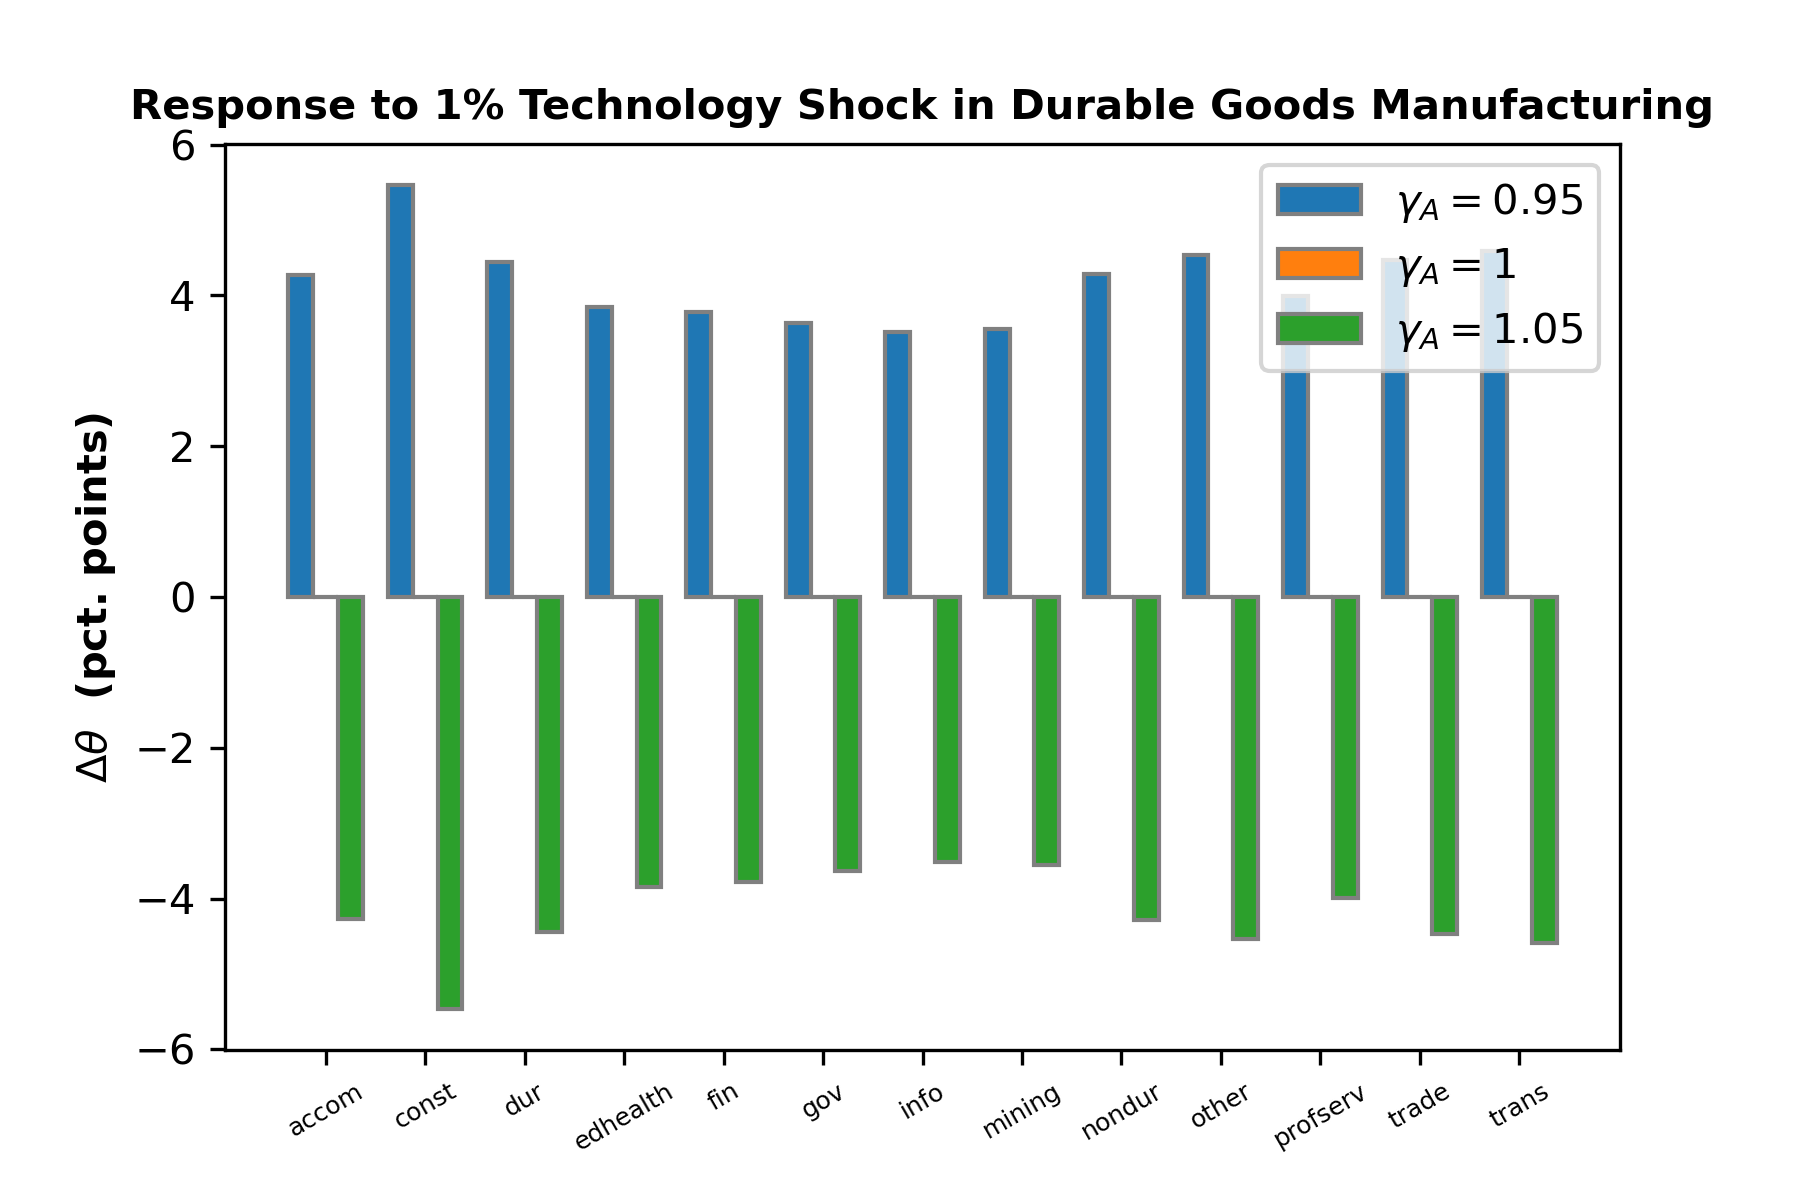 Response to 1% Technology Shock in Durable Goods Manufacturing
6
4
2
0
−2
−4
−6
Δθ (pct. points)
γA = 0.95
γA = 1
γA = 1.05
accom
const
dur
edhealth
fin
gov
info
mining
nondur
other
profserv
trade
trans